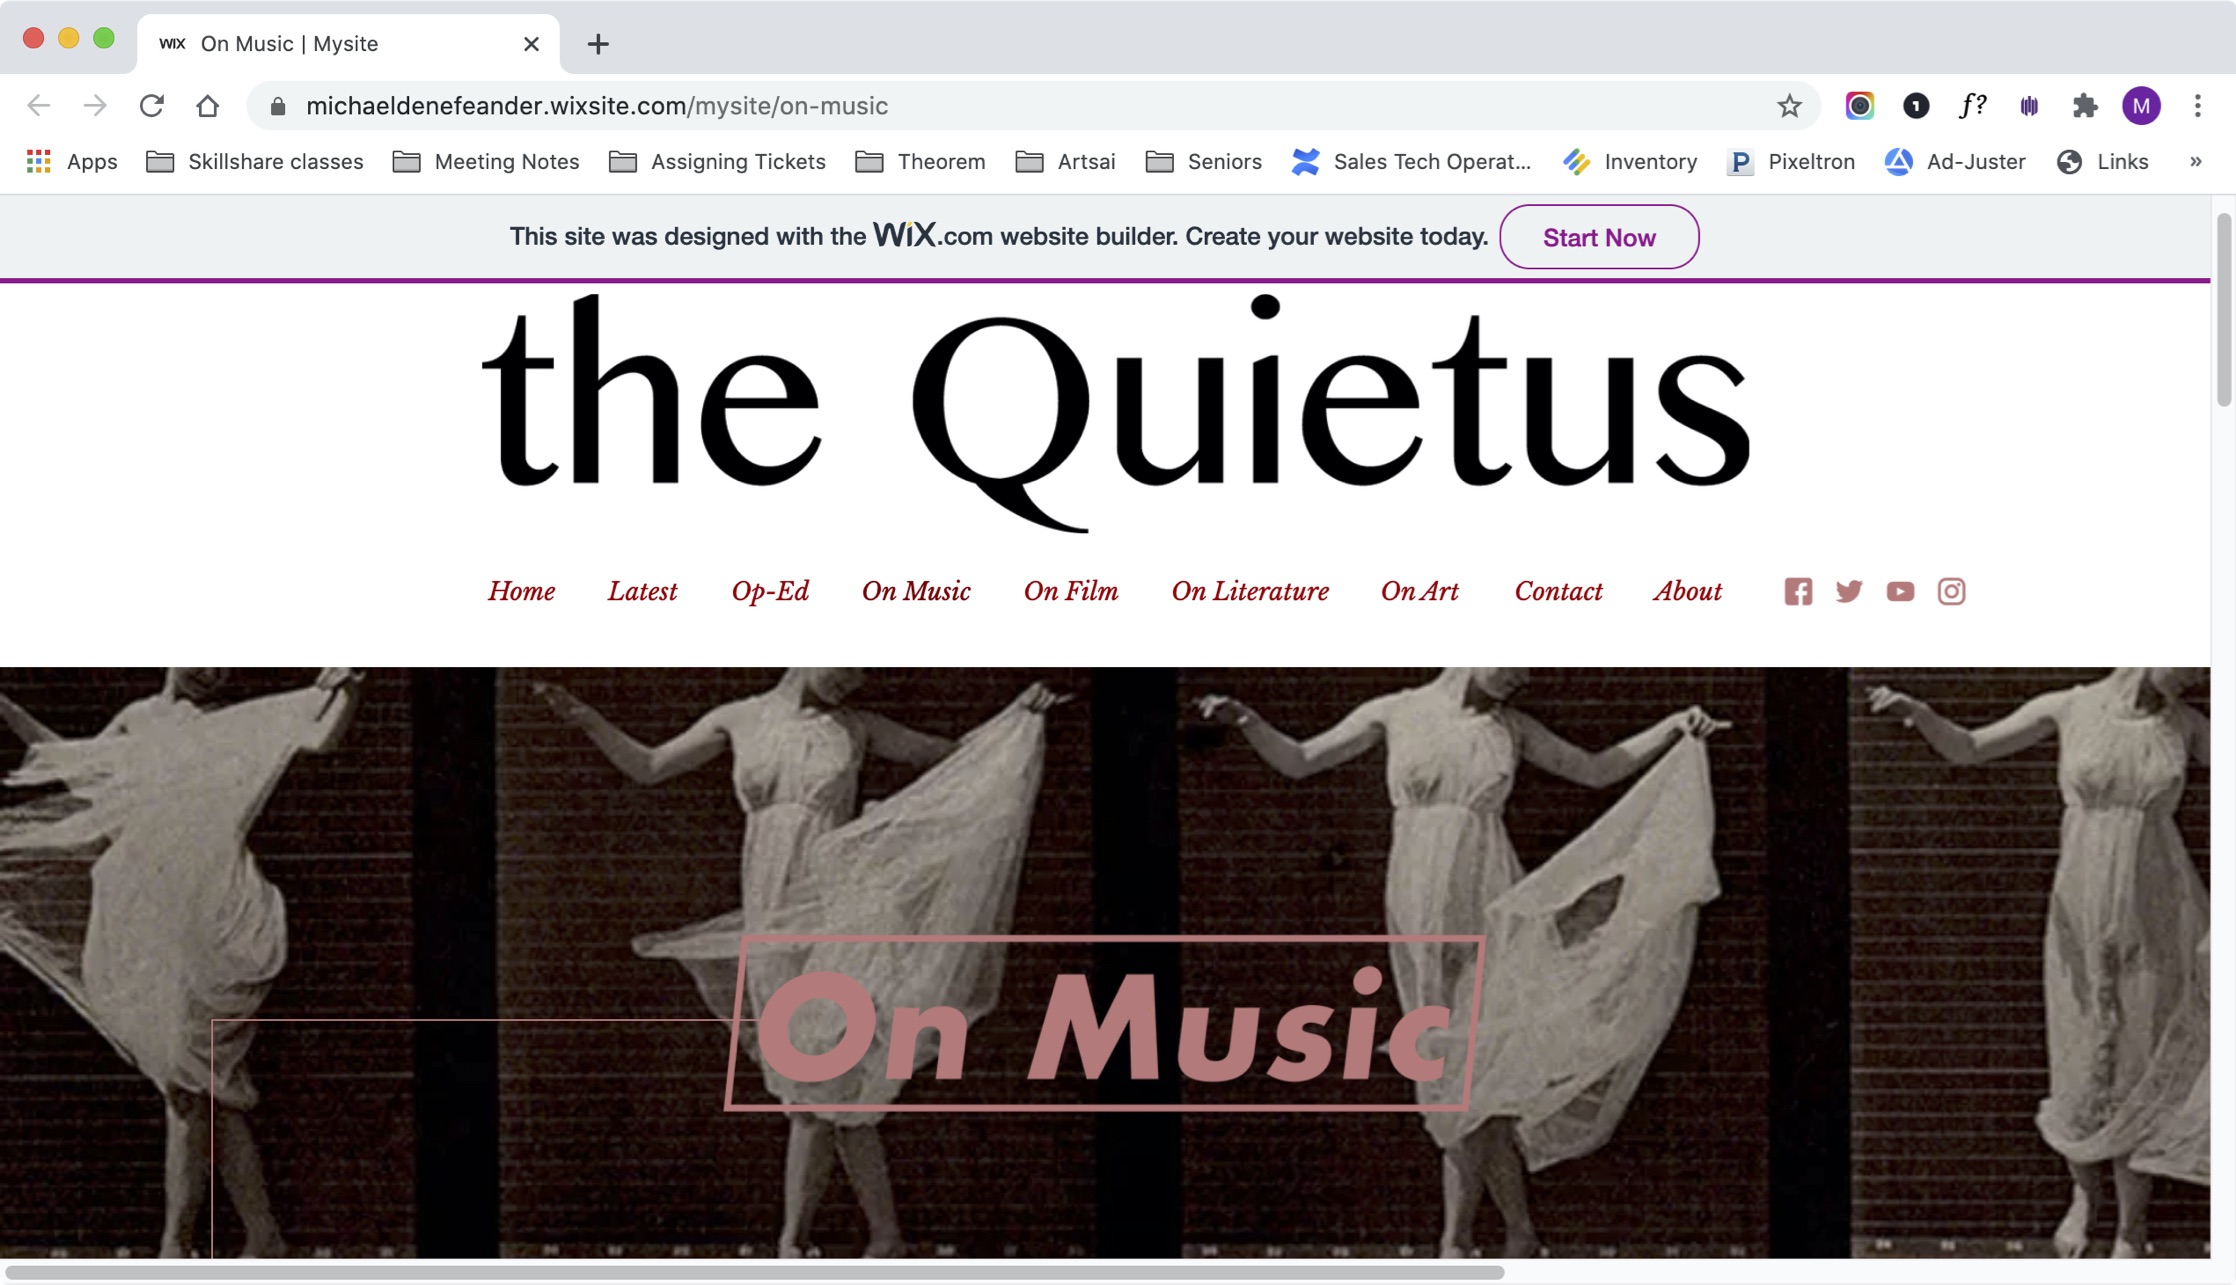 WIX On Music | Mysite
michaeldenefeander.wixsite.com/mysite/on-music
f?
M
Apps Skillshare classes Meeting Notes Assigning Tickets Theorem Artsai Seniors Sales Tech Operat... Inventory P Pixeltron Ad-Juster Links »
This site was designed with the WiX.com website builder. Create your website today. Start Now
the Quietus
Home Latest Op-Ed On Music On Film On Literature On Art Contact About
On Music